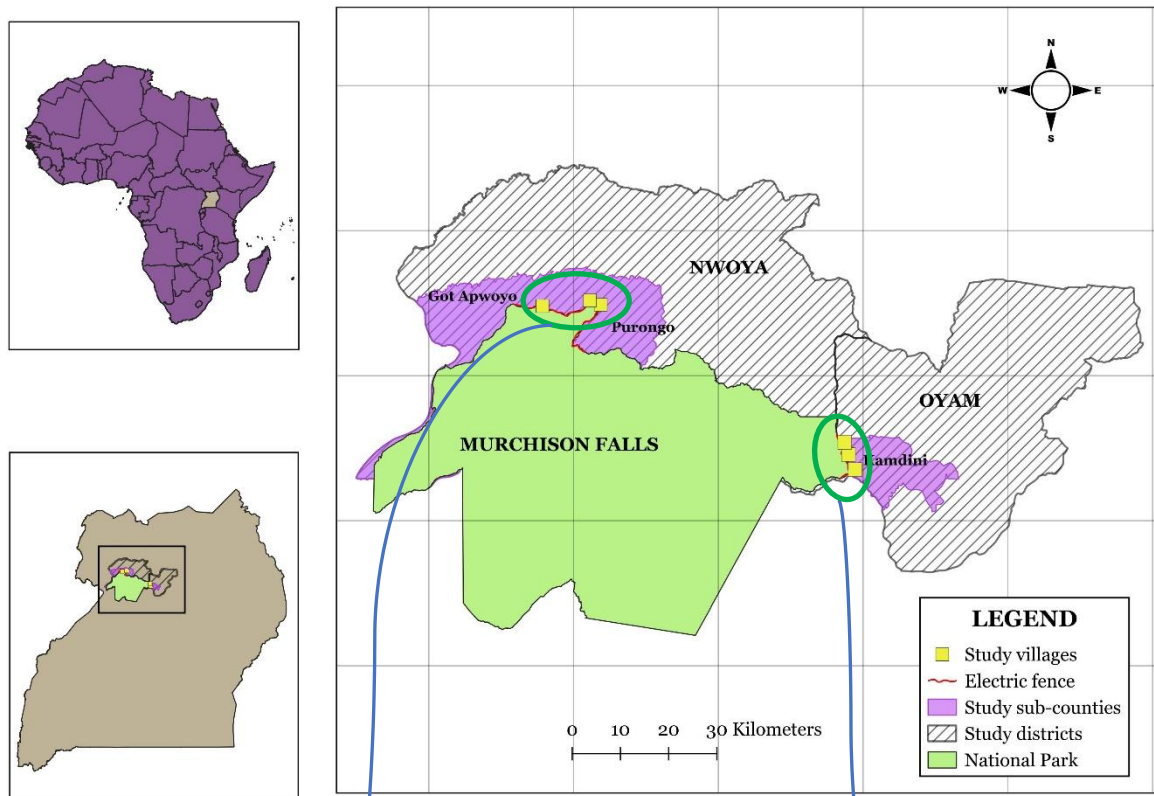 N
W
E
S
NWOYA
Got Apwoyo
Purongo
OYAM
MURCHISON FALLS
Kamdini
LEGEND
Study villages
Electric fence
Study sub-counties
Study districts
National Park
0 10 20 30 Kilometers